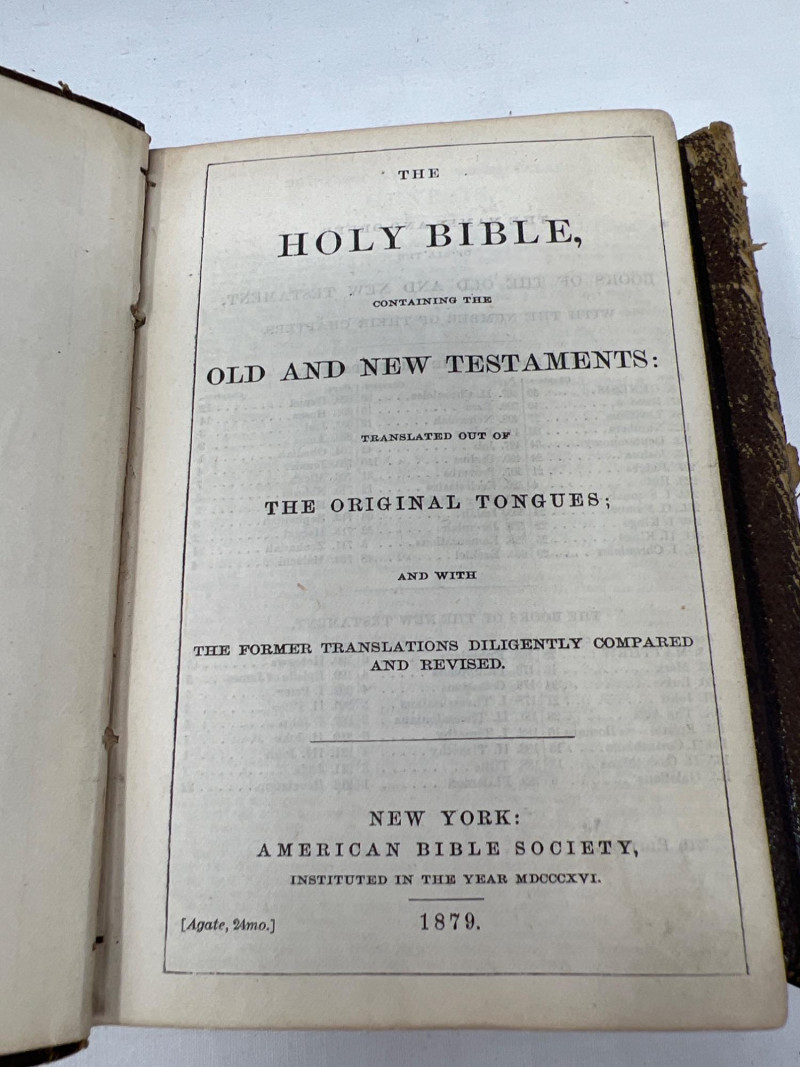 THE
HOLY BIBLE,
CONTAINING THE
OLD AND NEW TESTAMENTS:
TRANSLATED OUT OF
THE ORIGINAL TONGUES;
AND WITH
THE FORMER TRANSLATIONS DILIGENTLY COMPARED
AND REVISED.
NEW YORK:
AMERICAN BIBLE SOCIETY,
INSTITUTED IN THE YEAR MDCCCXVI.
[Agate, 24mo.]
1879.